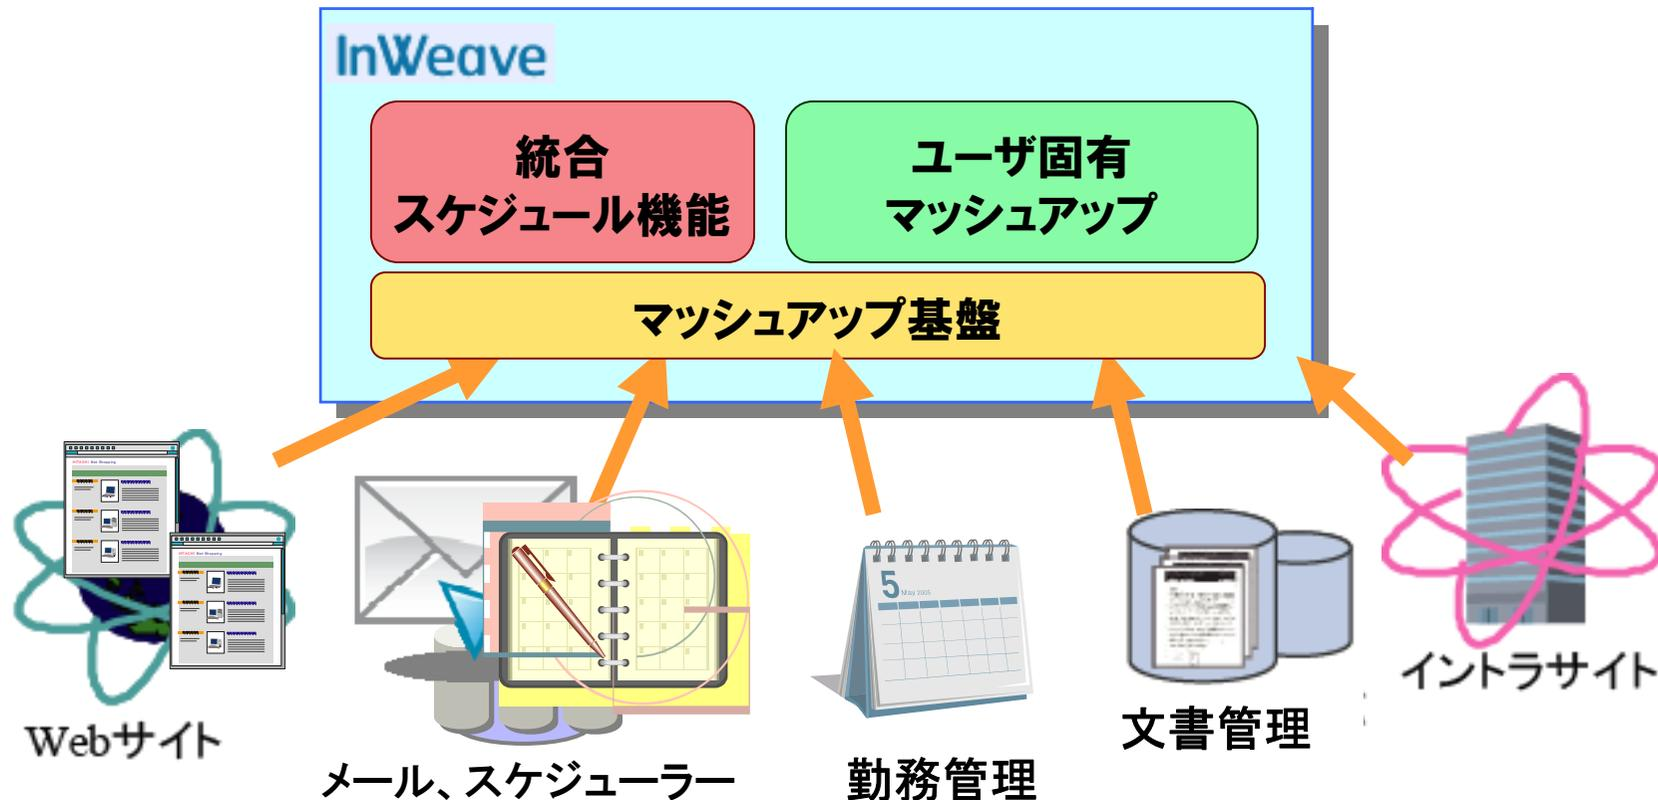 InWeave
統合
スケジュール機能
ユーザ固有
マッシュアップ
マッシュアップ基盤
5 May 2005
Webサイト
メール、スケジューラー
勤務管理
文書管理
イントラサイト